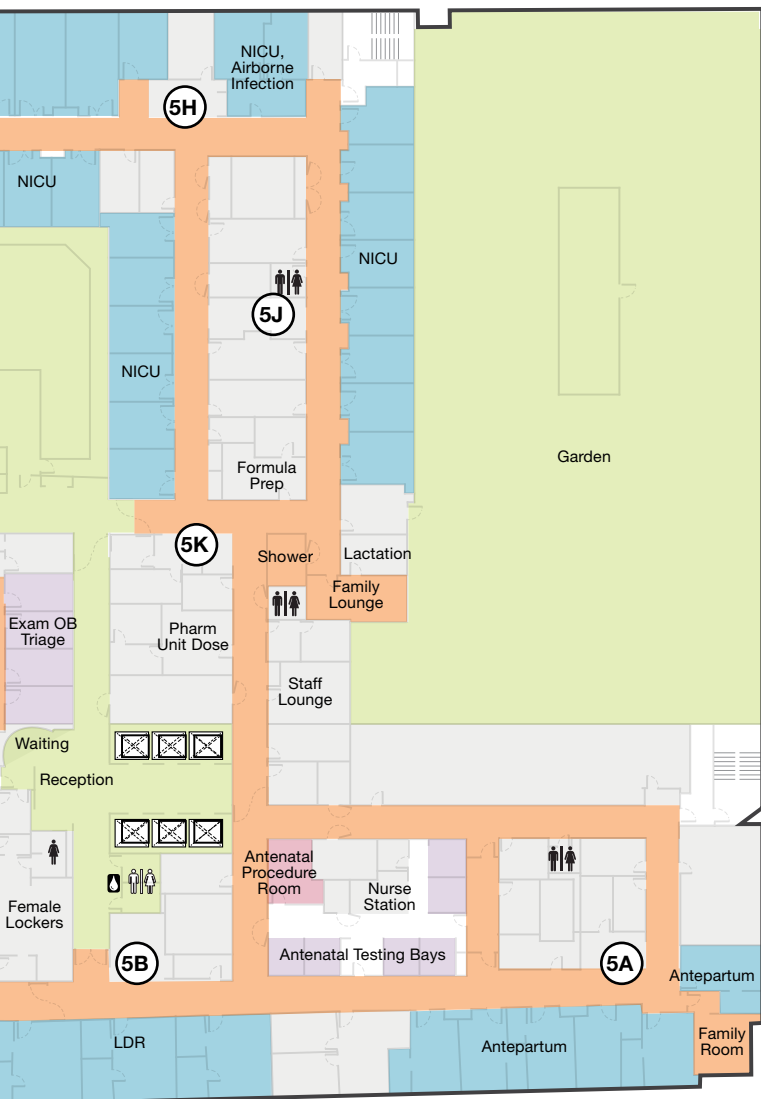 NICU,
Airborne
Infection
5H
NICU
NICU
5J
NICU
Garden
Formula
Prep
5K
Shower
Lactation
Family
Lounge
Exam OB
Triage
Pharm
Unit Dose
Staff
Lounge
Waiting
Reception
Antenatal
Procedure
Room
Nurse
Station
Female
Lockers
5B
Antenatal Testing Bays
5A
Antepartum
LDR
Antepartum
Family
Room